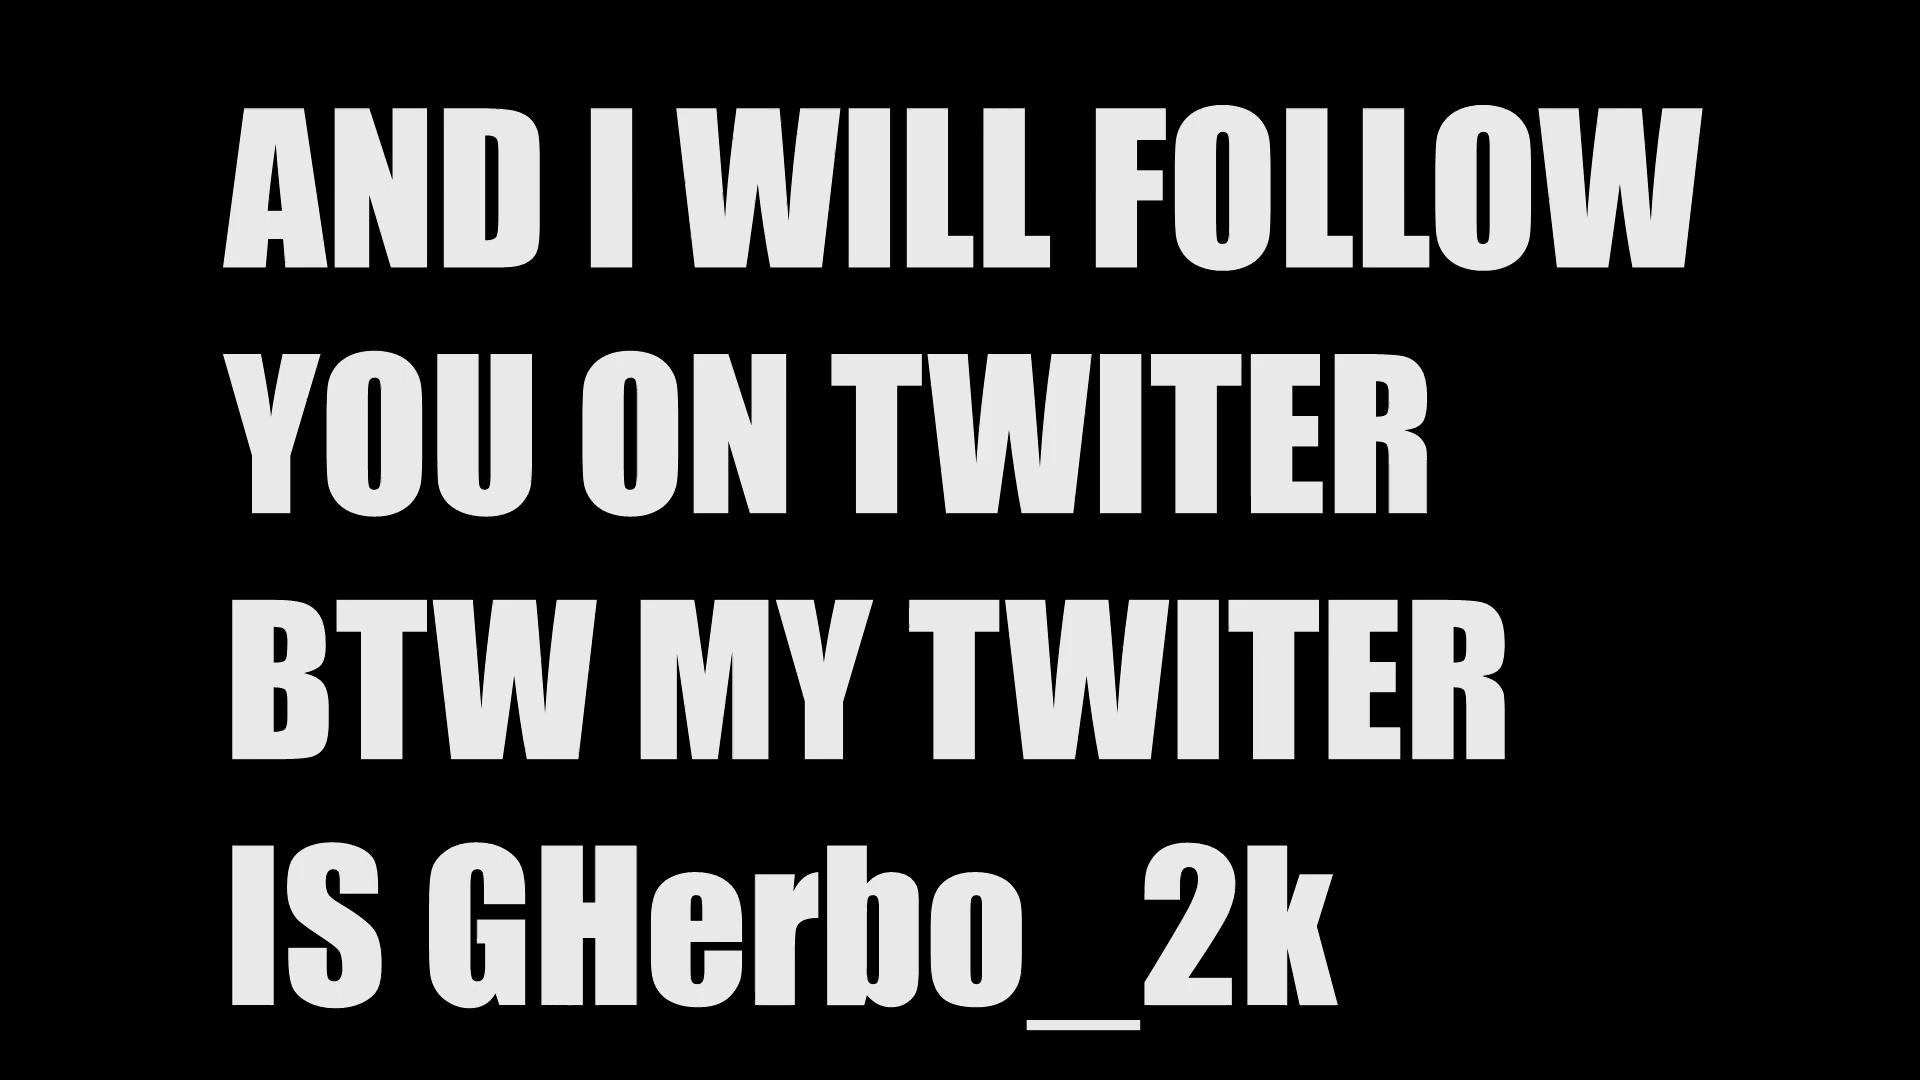 AND I WILL FOLLOW
YOU ON TWITER
BTW MY TWITER
IS GHerbo_2k